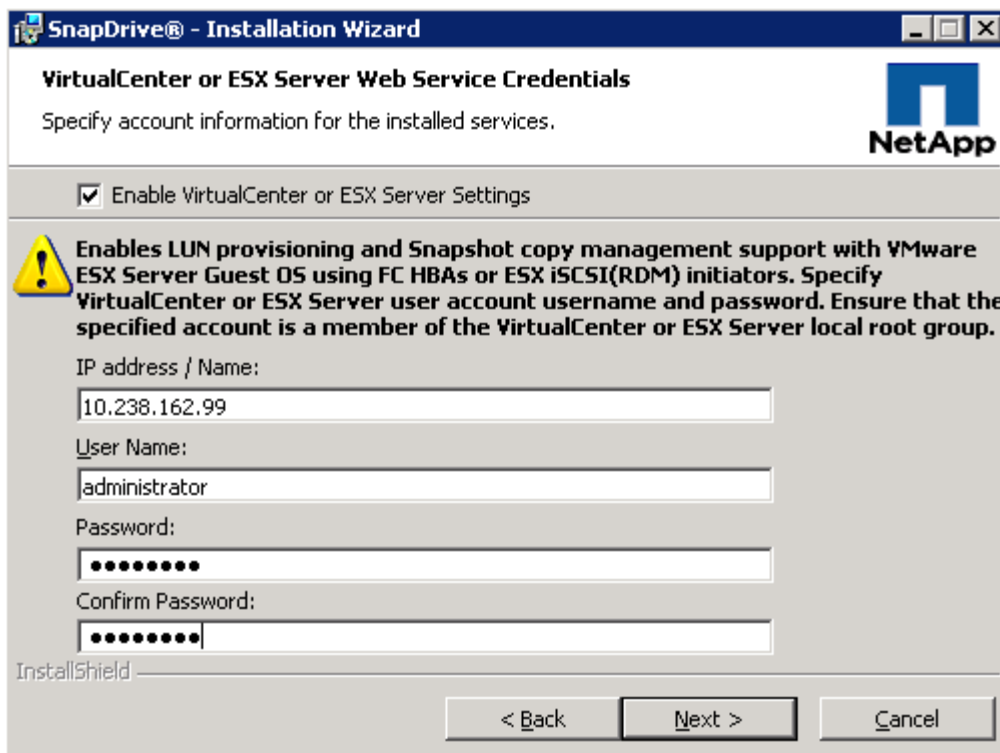 SnapDrive® - Installation Wizard
VirtualCenter or ESX Server Web Service Credentials
Specify account information for the installed services.
NetApp
Enable VirtualCenter or ESX Server Settings
Enables LUN provisioning and Snapshot copy management support with VMware
ESX Server Guest OS using FC HBAs or ESX iSCSI(RDM) initiators. Specify
VirtualCenter or ESX Server user account username and password. Ensure that the
specified account is a member of the VirtualCenter or ESX Server local root group.
IP address / Name:
10.238.162.99
User Name:
administrator
Password:
●●●●●●●●
Confirm Password:
●●●●●●●●
InstallShield
< Back Next > Cancel